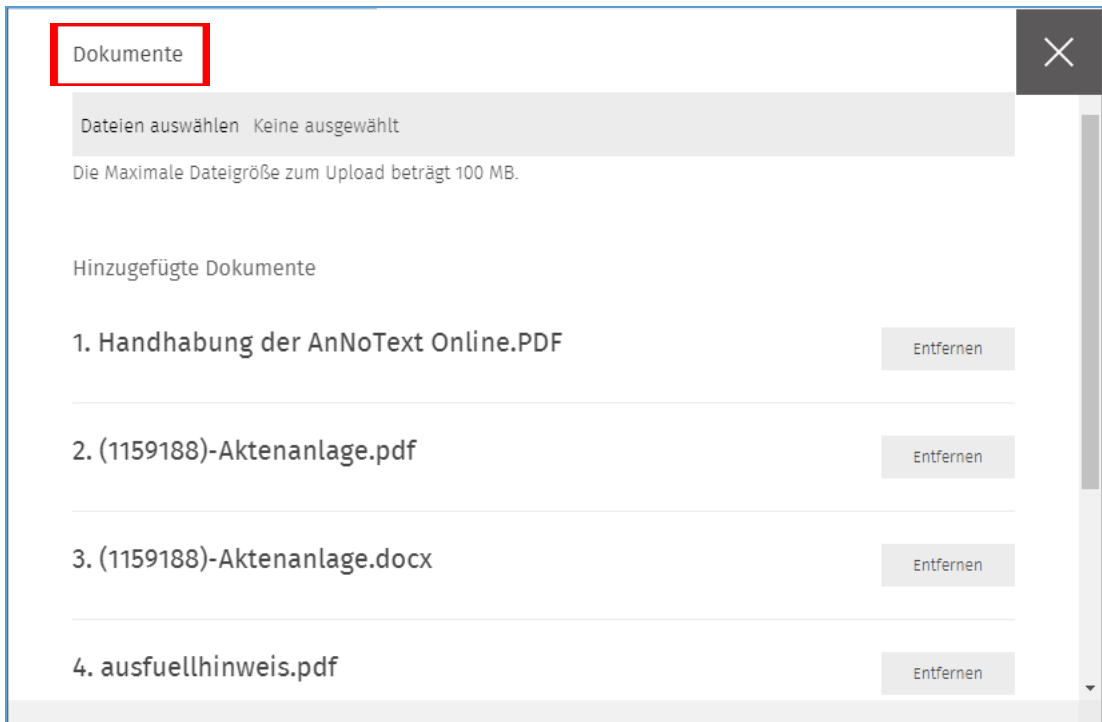 Dokumente
Dateien auswählen Keine ausgewählt
Die Maximale Dateigröße zum Upload beträgt 100 MB.
Hinzugefügte Dokumente
1. Handhabung der AnNoText Online.PDF
Entfernen
2. (1159188)-Aktenanlage.pdf
Entfernen
3. (1159188)-Aktenanlage.docx
Entfernen
4. ausfuellhinweis.pdf
Entfernen